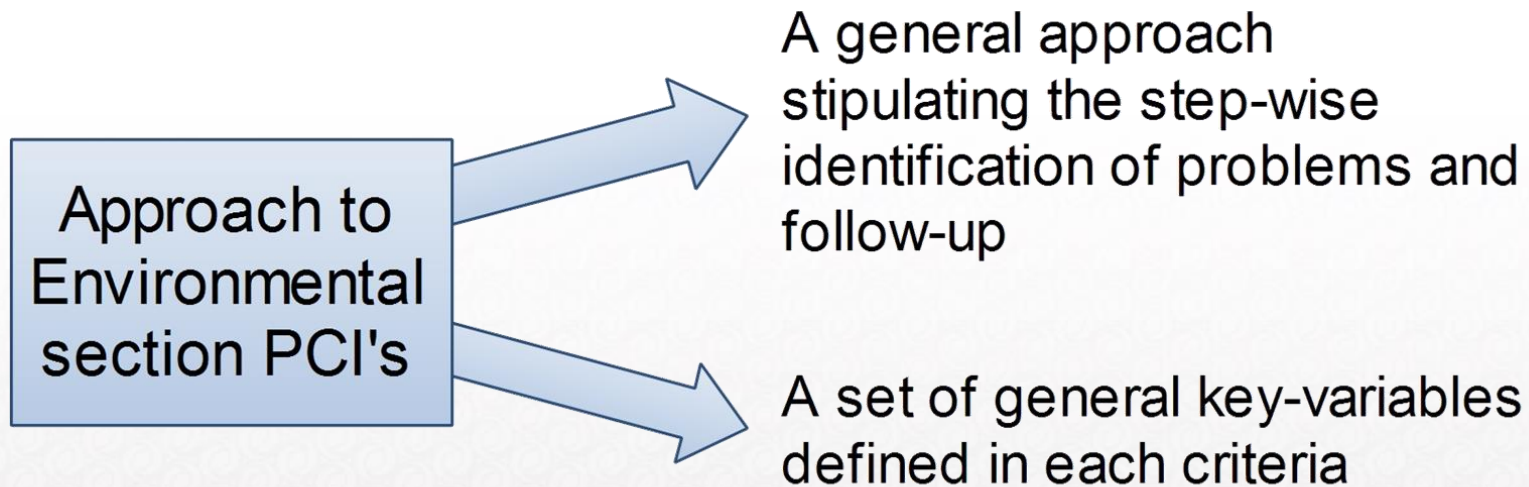 Approach to
Environmental
section PCI's
A general approach
stipulating the step-wise
identification of problems and
follow-up
A set of general key-variables
defined in each criteria